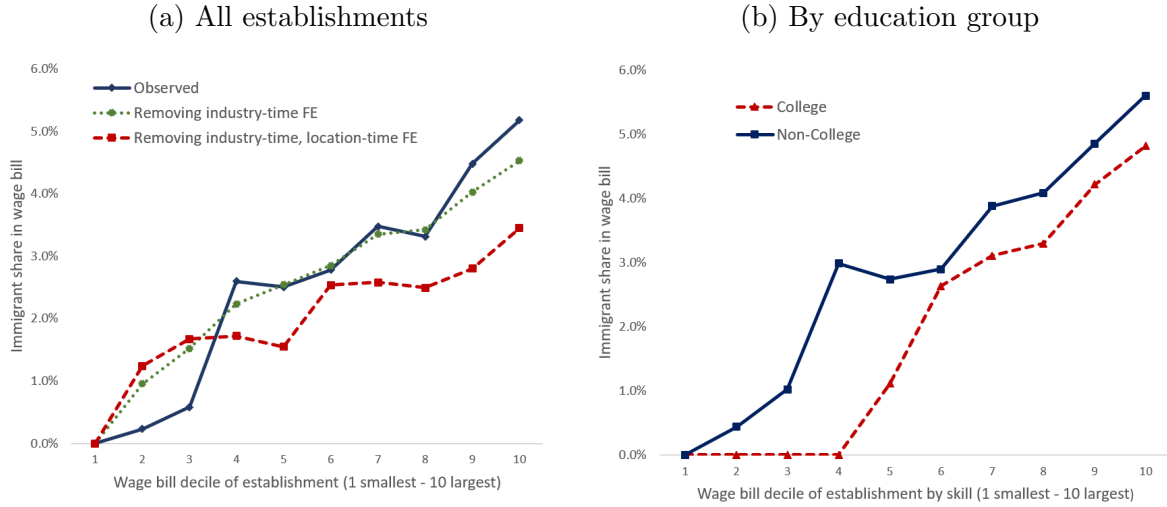 (a) All establishments
6.0%
5.0%
4.0%
3.0%
2.0%
1.0%
0.0%
Immigrant share in wage bill
Observed
Removing industry-time FE
Removing industry-time, location-time FE
1 2 3 4 5 6 7 8 9 10
Wage bill decile of establishment (1 smallest - 10 largest)
(b) By education group
6.0%
5.0%
4.0%
3.0%
2.0%
1.0%
0.0%
Immigrant share in wage bill
College
Non-College
1 2 3 4 5 6 7 8 9 10
Wage bill decile of establishment by skill (1 smallest - 10 largest)